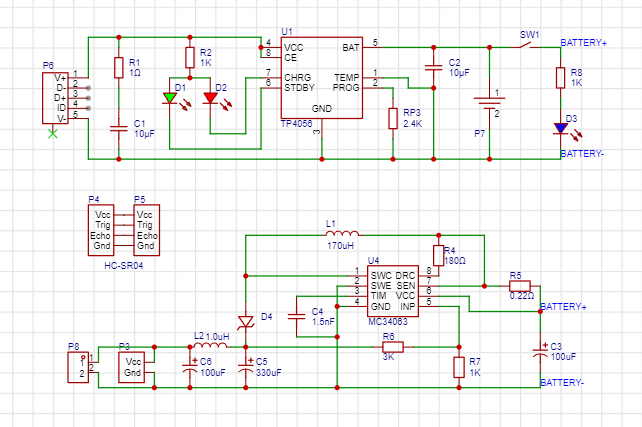 P6
V+ 1
D- 2
D+ 3
ID 4
V- 5
R1
1Ω
C1
10μF
R2
1K
D1
D2
U1
4 VCC BAT 5
8 CE
7 CHRG TEMP 1
6 STDBY PROG 2
GND
3
TP4056
RP3
2.4K
C2
10μF
1
2
P7
SW1
BATTERY+
R8
1K
D3
BATTERY-
P4 P5
Vcc Vcc
Trig Trig
Echo Echo
Gnd Gnd
HC-SR04
L1
170uH
R4
180Ω
U4
1 SWC DRC 8
2 SWE SEN 7
3 TIM VCC 6
4 GND INP 5
MC34063
R5
0.22Ω
BATTERY+
C4
1.5nF
D4
L2 1.0uH
R6
3K
R7
1K
C3
100uF
BATTERY-
P8
1 1
2 2
P3
Vcc
Gnd
C6
100uF
C5
330uF